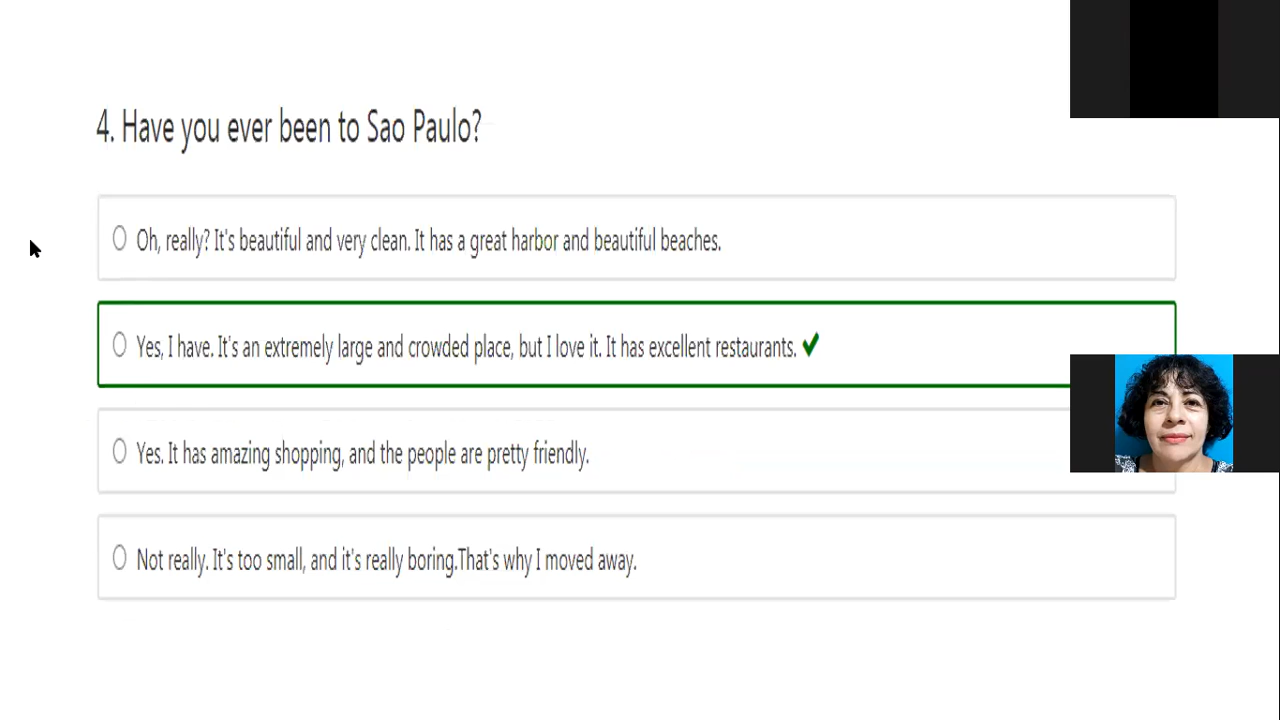 4. Have you ever been to Sao Paulo?
Oh, really? It's beautiful and very clean. It has a great harbor and beautiful beaches.
Yes, I have. It's an extremely large and crowded place, but I love it. It has excellent restaurants.
Yes. It has amazing shopping, and the people are pretty friendly.
Not really. It's too small, and it's really boring.That's why I moved away.